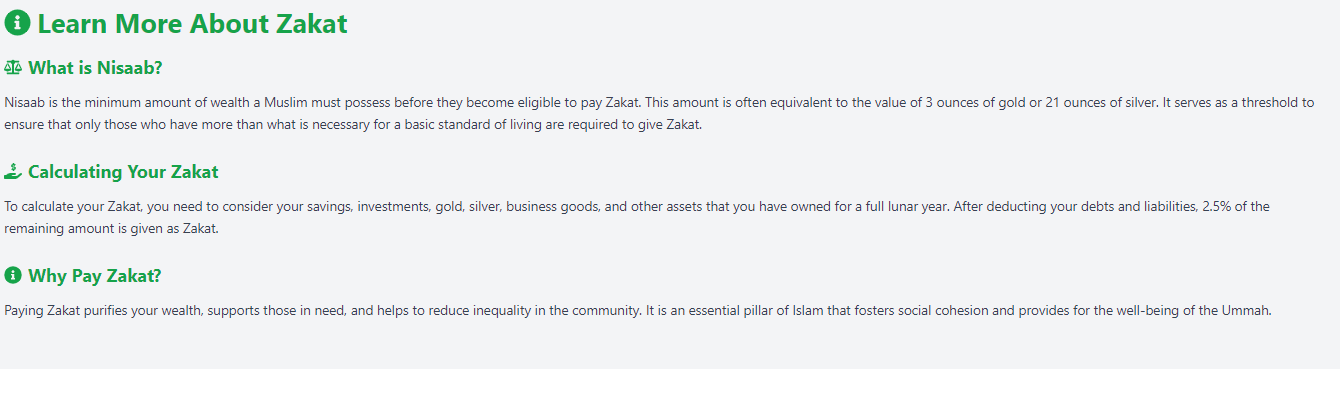 Learn More About Zakat
What is Nisaab?
Nisaab is the minimum amount of wealth a Muslim must possess before they become eligible to pay Zakat. This amount is often equivalent to the value of 3 ounces of gold or 21 ounces of silver. It serves as a threshold to
ensure that only those who have more than what is necessary for a basic standard of living are required to give Zakat.
Calculating Your Zakat
To calculate your Zakat, you need to consider your savings, investments, gold, silver, business goods, and other assets that you have owned for a full lunar year. After deducting your debts and liabilities, 2.5% of the
remaining amount is given as Zakat.
Why Pay Zakat?
Paying Zakat purifies your wealth, supports those in need, and helps to reduce inequality in the community. It is an essential pillar of Islam that fosters social cohesion and provides for the well-being of the Ummah.